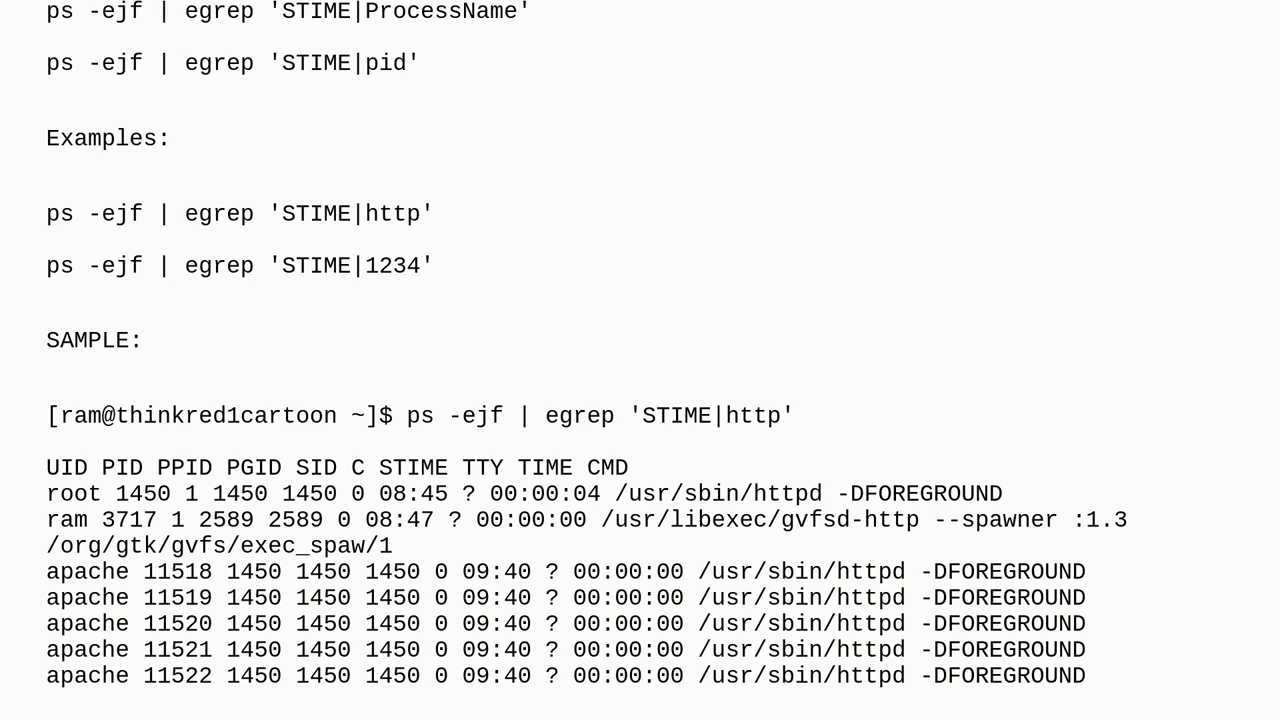 ps -ejf | egrep 'STIME|ProcessName'
ps -ejf | egrep 'STIME|pid'
Examples:
ps -ejf | egrep 'STIME|http'
ps -ejf | egrep 'STIME|1234'
SAMPLE:
[ram@thinkred1cartoon ~]$ ps -ejf | egrep 'STIME|http'
UID PID PPID PGID SID C STIME TTY TIME CMD
root 1450 1 1450 1450 0 08:45 ? 00:00:04 /usr/sbin/httpd -DFOREGROUND
ram 3717 1 2589 2589 0 08:47 ? 00:00:00 /usr/libexec/gvfsd-http --spawner :1.3
/org/gtk/gvfs/exec_spaw/1
apache 11518 1450 1450 1450 0 09:40 ? 00:00:00 /usr/sbin/httpd -DFOREGROUND
apache 11519 1450 1450 1450 0 09:40 ? 00:00:00 /usr/sbin/httpd -DFOREGROUND
apache 11520 1450 1450 1450 0 09:40 ? 00:00:00 /usr/sbin/httpd -DFOREGROUND
apache 11521 1450 1450 1450 0 09:40 ? 00:00:00 /usr/sbin/httpd -DFOREGROUND
apache 11522 1450 1450 1450 0 09:40 ? 00:00:00 /usr/sbin/httpd -DFOREGROUND